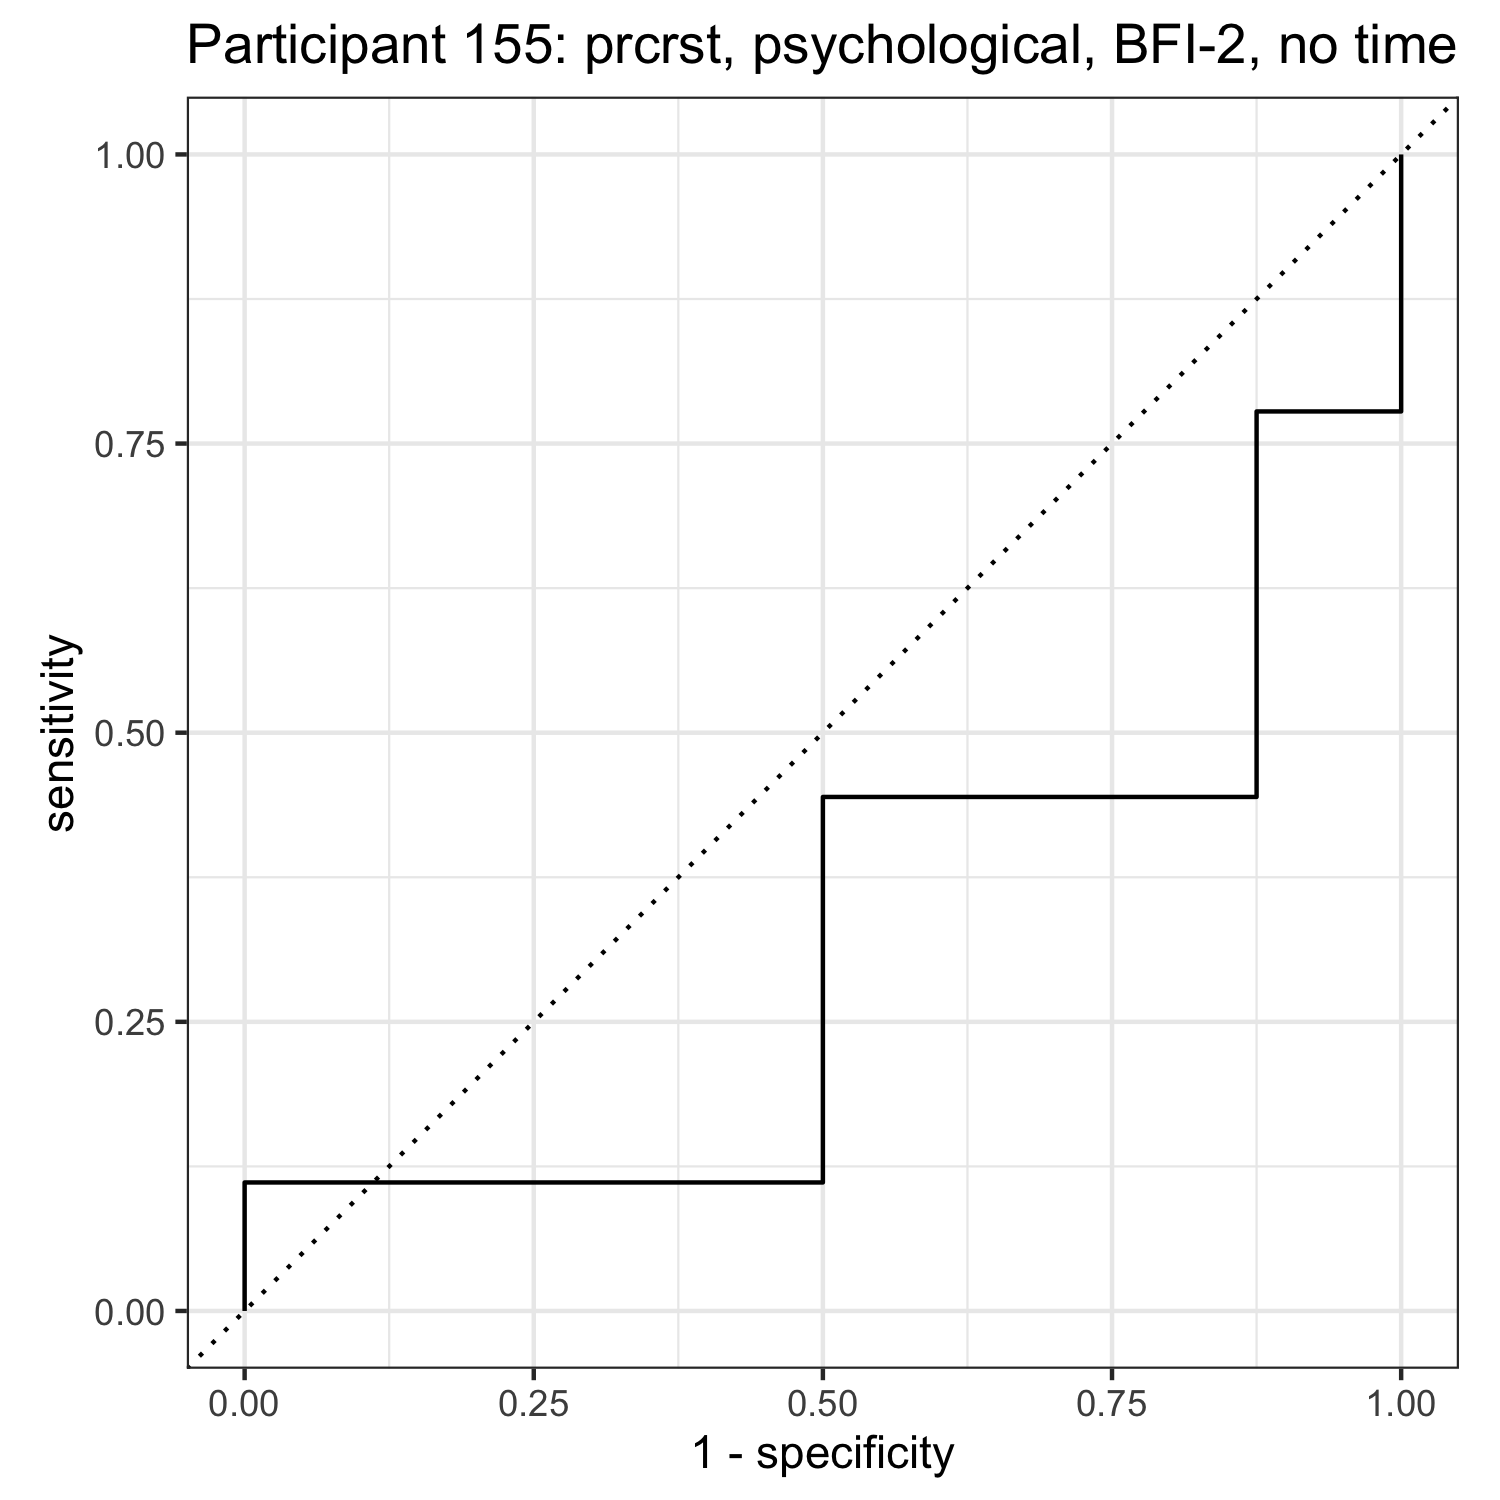 Participant 155: prcrst, psychological, BFI-2, no time
1.00
0.75
0.50
0.25
0.00
sensitivity
0.00 0.25 0.50 0.75 1.00
1 - specificity